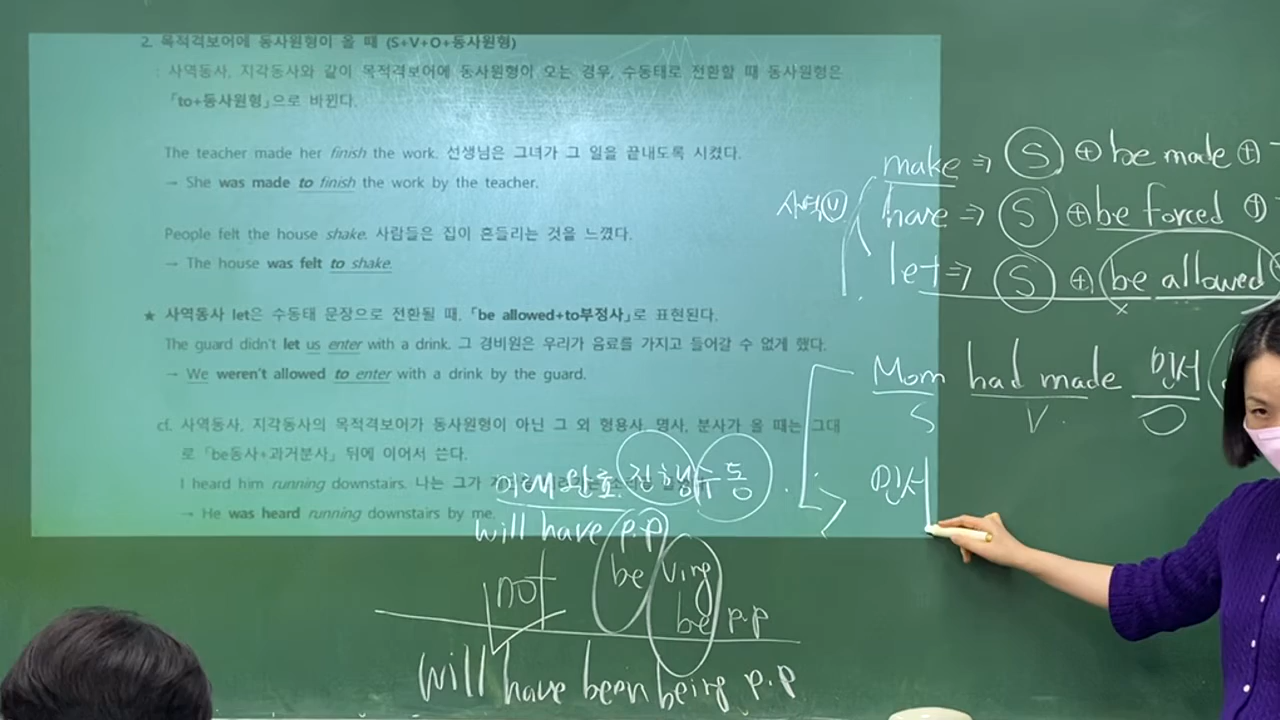 2. 목적격보어에 동사원형이 올 때 (S+V+O+동사원형)
: 사역동사, 지각동사와 같이 목적격보어에 동사원형이 오는 경우, 수동태로 전환할 때 동사원형은
「to+동사원형」으로 바뀐다.
The teacher made her finish the work. 선생님은 그녀가 그 일을 끝내도록 시켰다.
→ She was made to finish the work by the teacher.
People felt the house shake. 사람들은 집이 흔들리는 것을 느꼈다.
→ The house was felt to shake.
★ 사역동사 let은 수동태 문장으로 전환될 때, 「be allowed+to부정사」로 표현된다.
The guard didn't let us enter with a drink. 그 경비원은 우리가 음료를 가지고 들어갈 수 없게 했다.
→ We weren't allowed to enter with a drink by the guard.
cf. 사역동사, 지각동사의 목적격보어가 동사원형이 아닌 그 외 형용사, 명사, 분사가 올 때는 그대
로 「be동사+과거분사」 뒤에 이어서 쓴다.
I heard him running downstairs. 나는 그가
→ He was heard running downstairs by me.
미래완료 진행 수동
will have p.p
be Ving
be p.p
not
will have been being p.p
사역 V
make ⇒ S ⊕ be made ⊕
have ⇒ S ⊕ be forced ⊕
let ⇒ S ⊕ be allowed
x
Mom had made 민서
S V O
민서